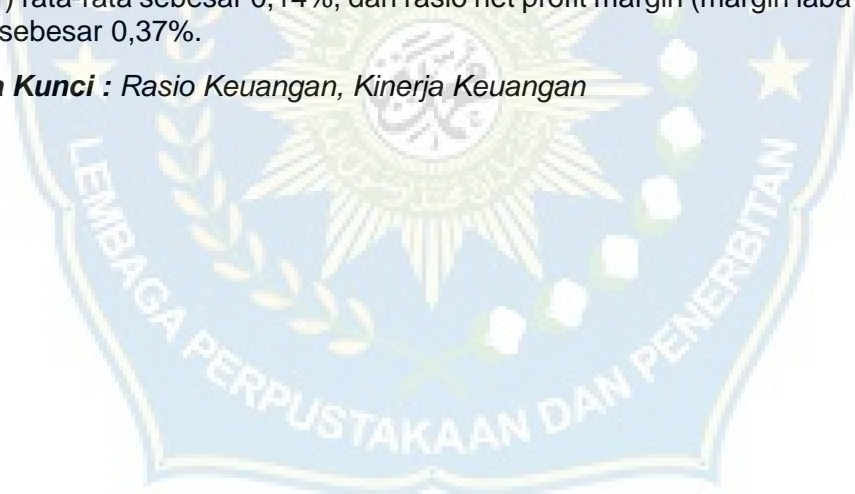 rata-rata sebesar 0,14%, dan rasio net profit margin (margin laba
sebesar 0,37%.
Kunci : Rasio Keuangan, Kinerja Keuangan
LEMBAGA PERPUSTAKAAN DAN PENERBITAN